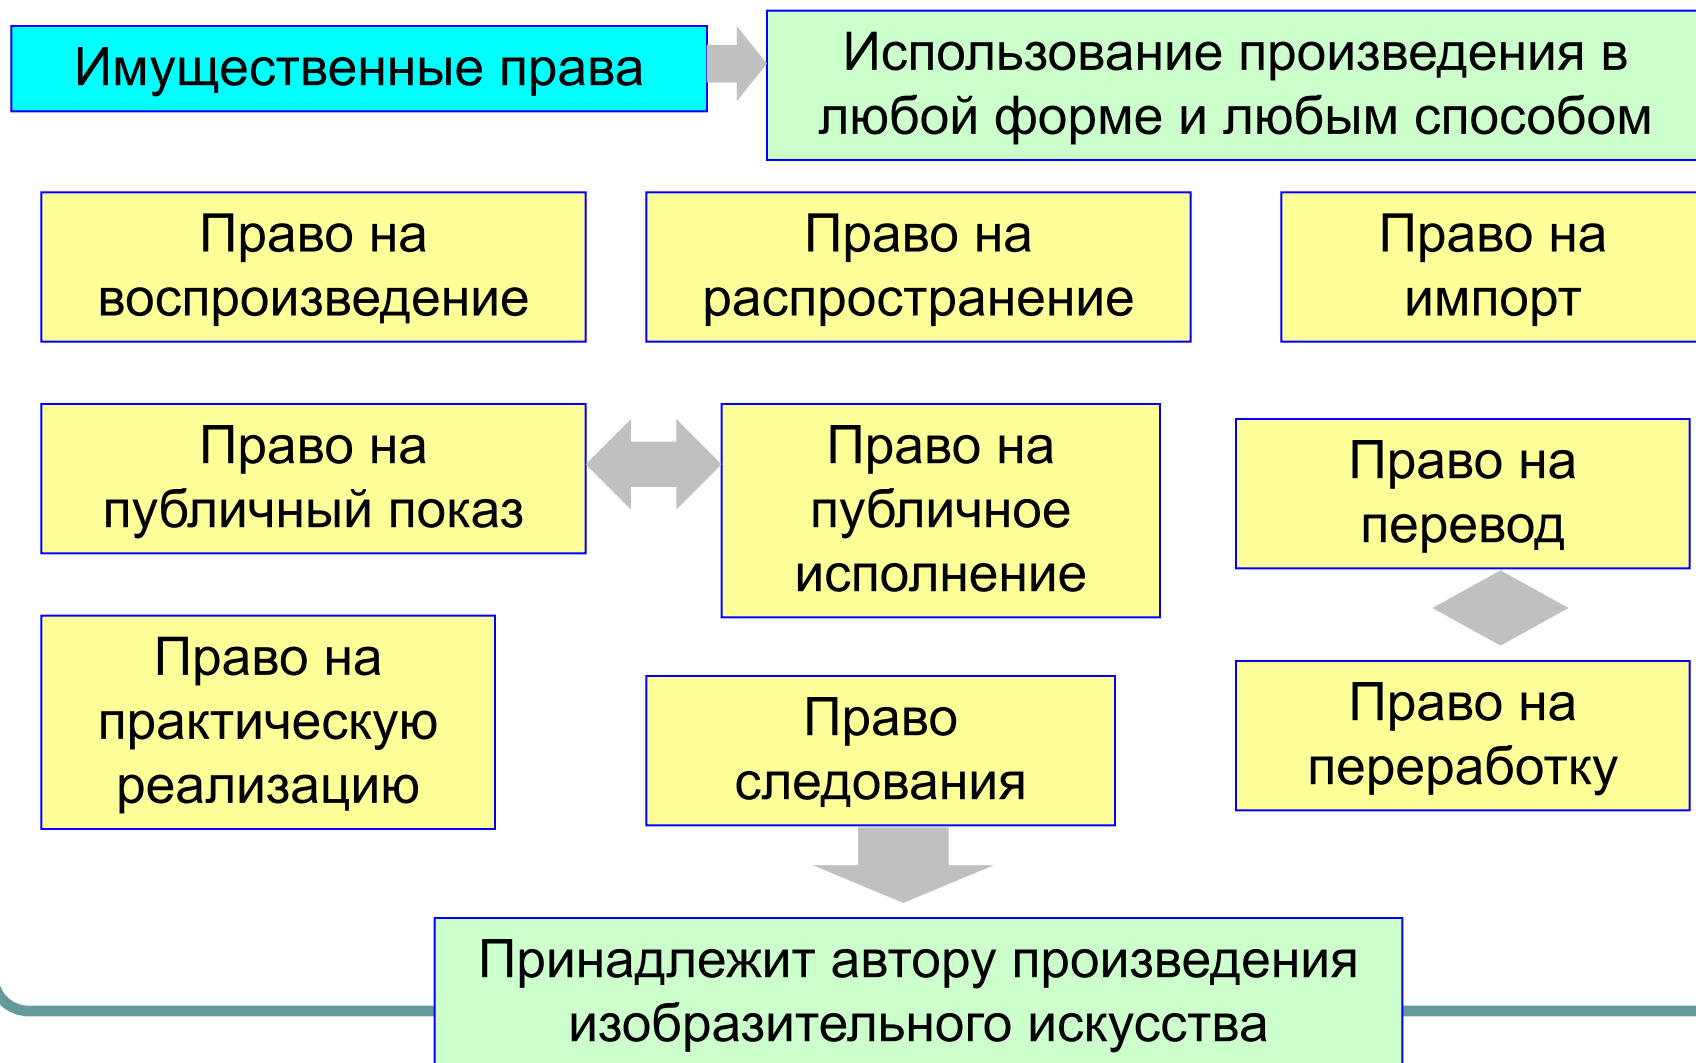 Имущественные права
Использование произведения в
любой форме и любым способом
Право на
воспроизведение
Право на
распространение
Право на
импорт
Право на
публичный показ
Право на
публичное
исполнение
Право на
перевод
Право на
практическую
реализацию
Право
следования
Право на
переработку
Принадлежит автору произведения
изобразительного искусства